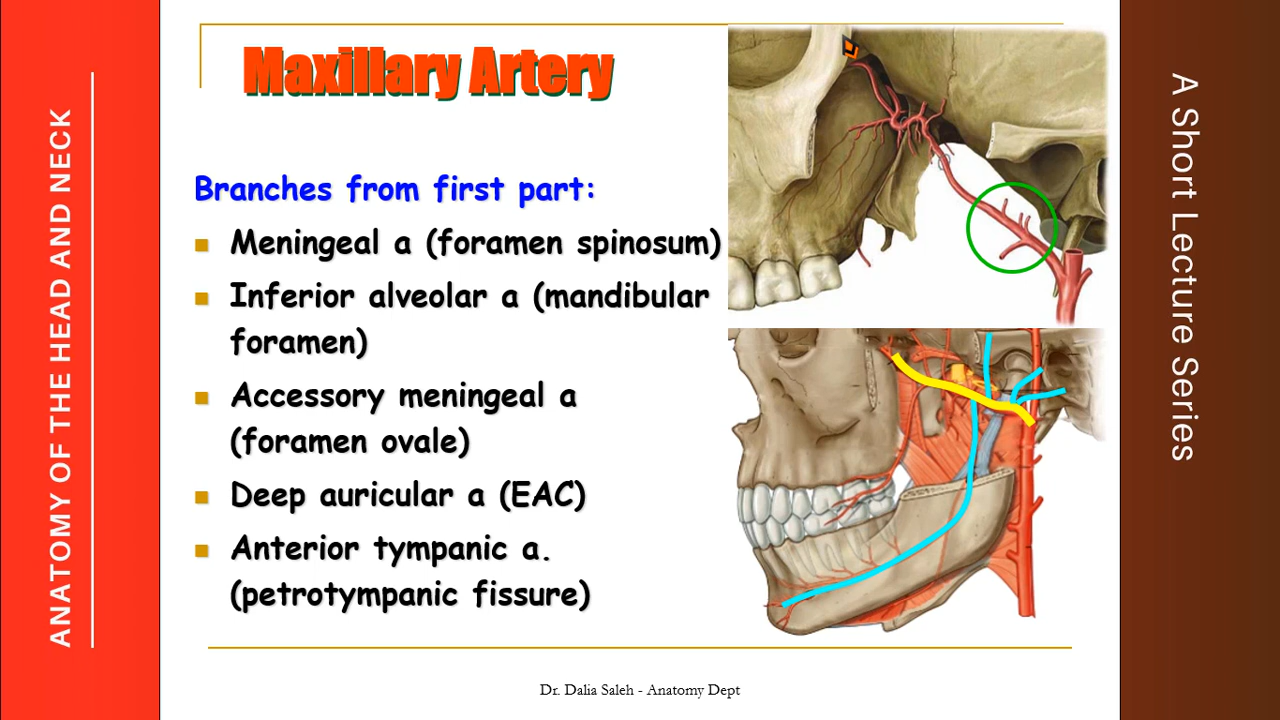 ANATOMY OF THE HEAD AND NECK
Maxillary Artery
Branches from first part:
Meningeal a (foramen spinosum)
Inferior alveolar a (mandibular
foramen)
Accessory meningeal a
(foramen ovale)
Deep auricular a (EAC)
Anterior tympanic a.
(petrotympanic fissure)
Dr. Dalia Saleh - Anatomy Dept
A Short Lecture Series